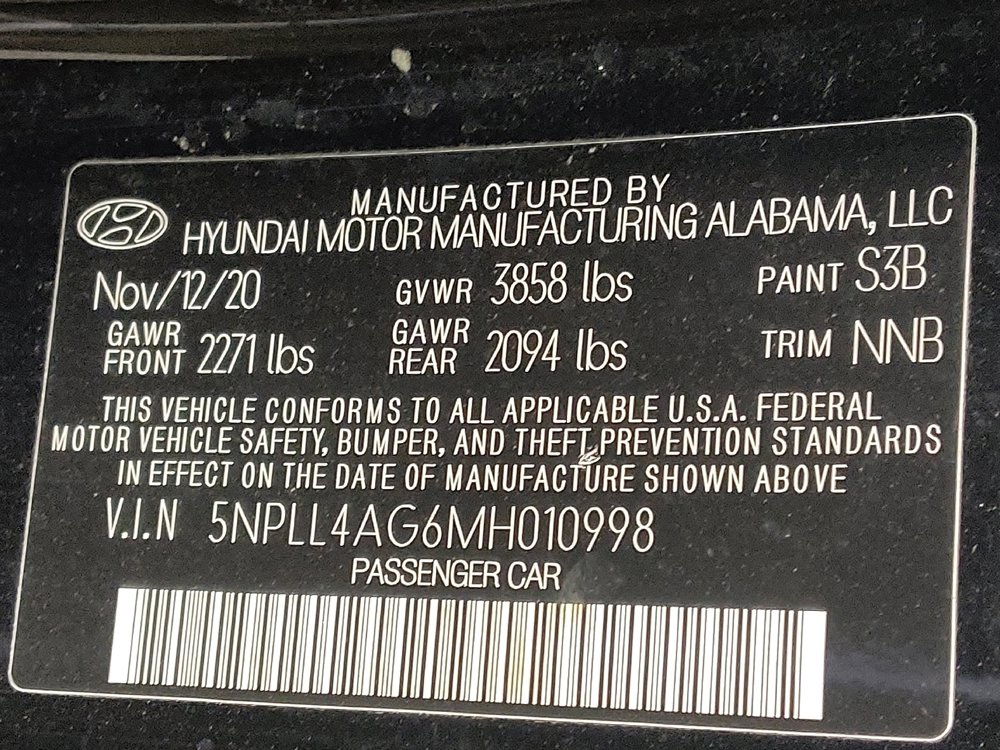 MANUFACTURED BY
HYUNDAI MOTOR MANUFACTURING ALABAMA, LLC
Nov/12/20 GVWR 3858 lbs PAINT S3B
GAWR FRONT 2271 lbs GAWR REAR 2094 lbs TRIM NNB
THIS VEHICLE CONFORMS TO ALL APPLICABLE U.S.A. FEDERAL
MOTOR VEHICLE SAFETY, BUMPER, AND THEFT PREVENTION STANDARDS
IN EFFECT ON THE DATE OF MANUFACTURE SHOWN ABOVE
V.I.N 5NPLL4AG6MH010998
PASSENGER CAR